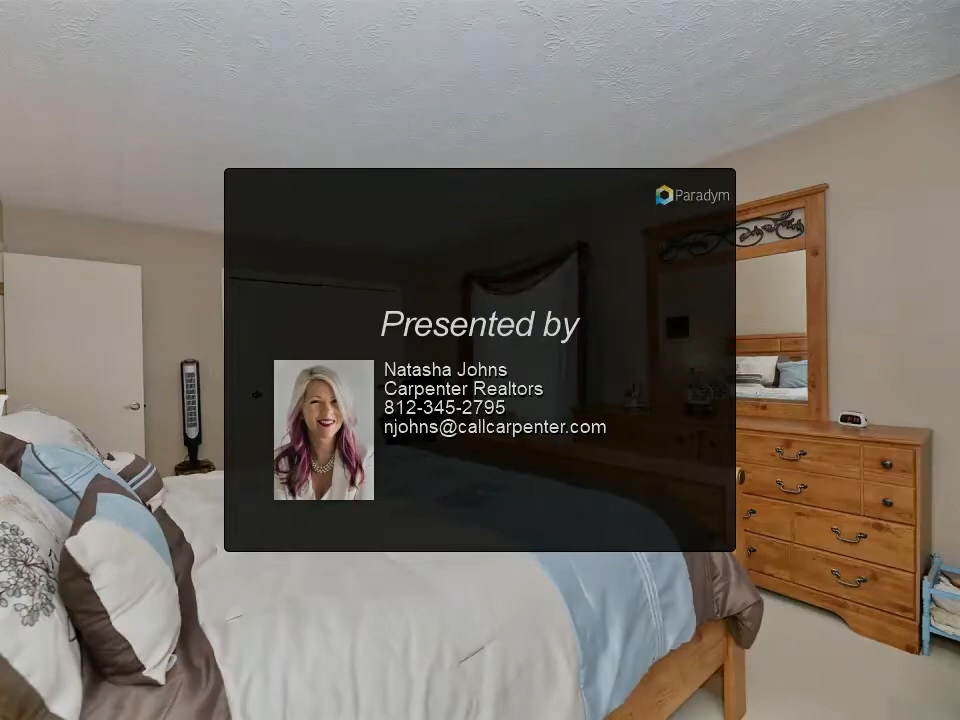 Paradym
Presented by
Natasha Johns
Carpenter Realtors
812-345-2795
njohns@callcarpenter.com